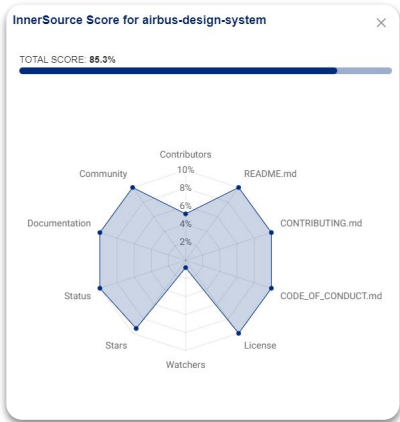 InnerSource Score for airbus-design-system
TOTAL SCORE: 85.3%
Contributors
10%
Community
README.md
8%
6%
4%
Documentation
CONTRIBUTING.md
2%
Status
CODE_OF_CONDUCT.md
Stars
License
Watchers